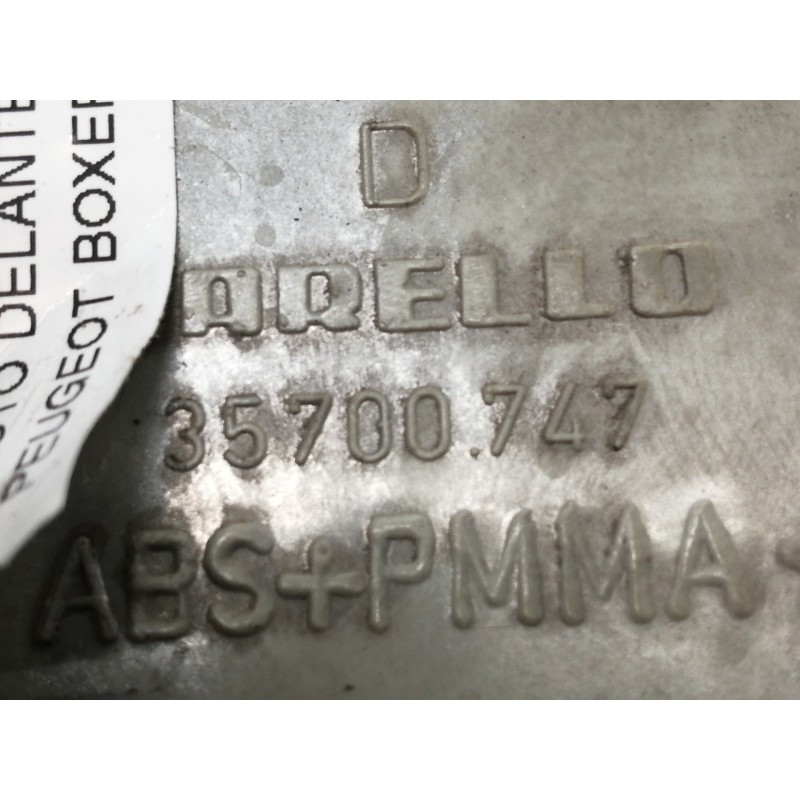 PEUGEOT BOXER
D
ARELLO
35700.747
ABS+PMMA